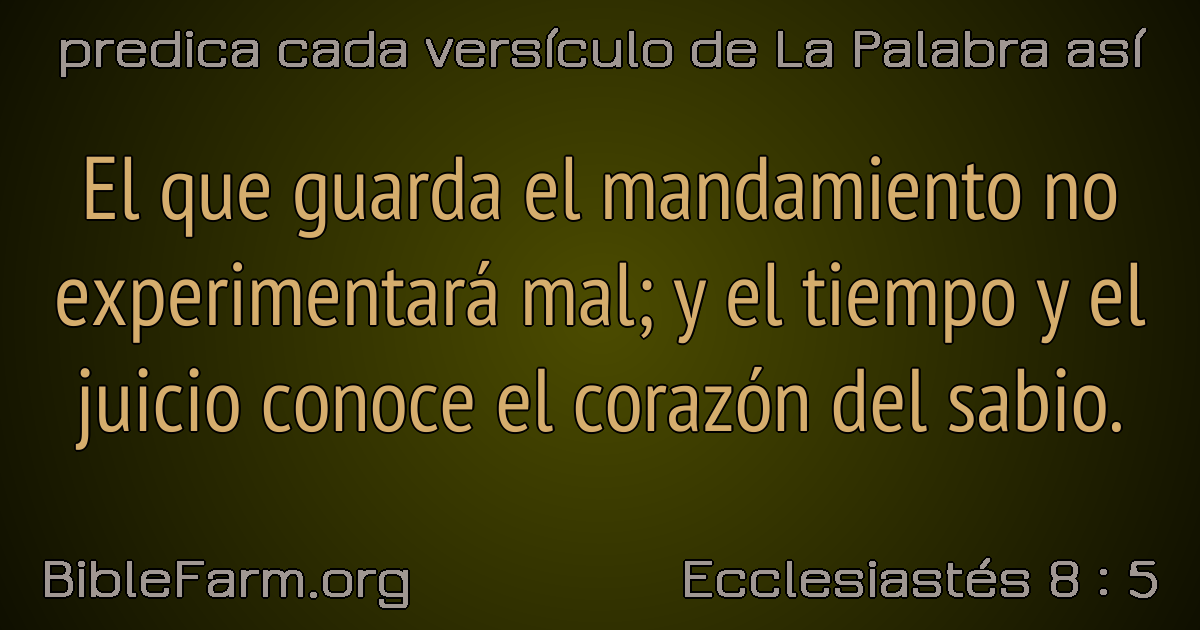 predica cada versículo de La Palabra así
El que guarda el mandamiento no
experimentará mal; y el tiempo y el
juicio conoce el corazón del sabio.
BibleFarm.org
Ecclesiastés 8 : 5